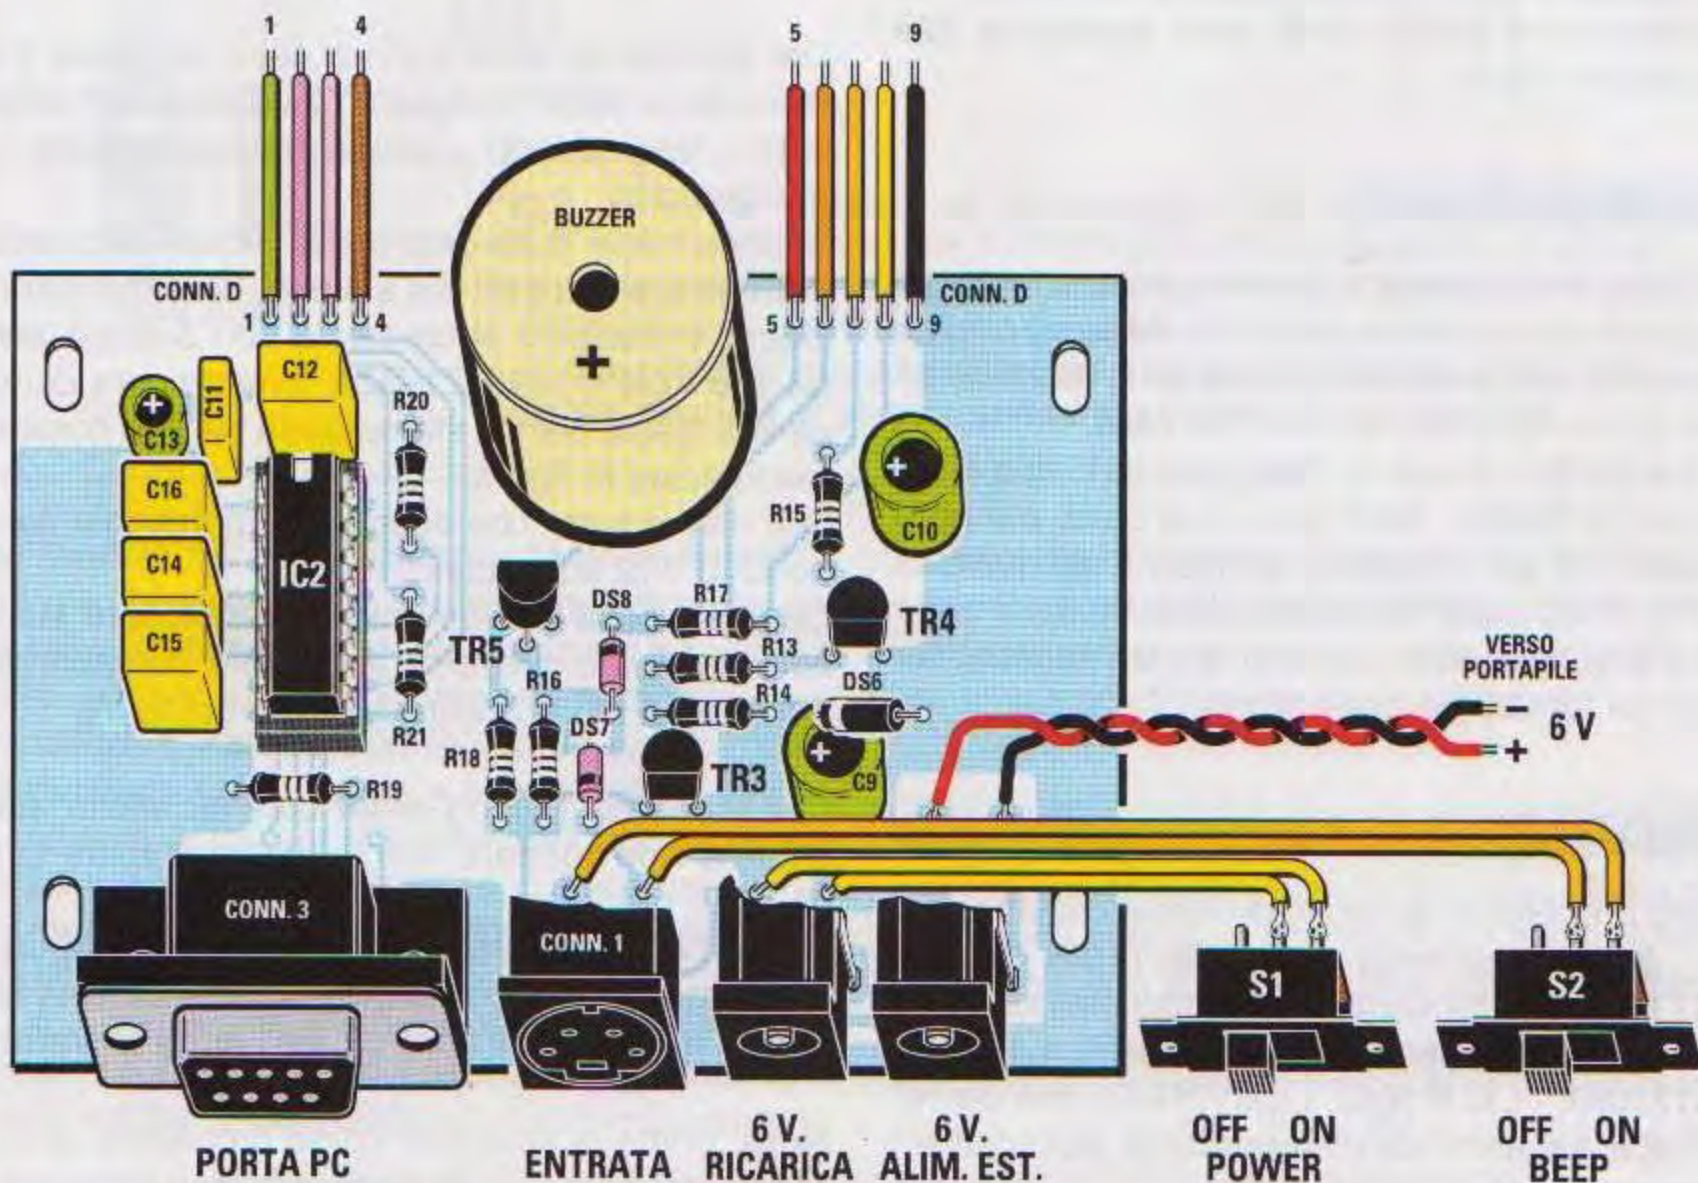 1 4
5 9
BUZZER
CONN. D
CONN. D
1 4
5 9
C12
C11
C13
R20
C16
C10
R15
C14
IC2
DS8
R17
TR4
C15
TR5
R13
VERSO
PORTAPILE
R16
R14
DS6
− 6 V
+
R21
R18
DS7
TR3
C9
R19
CONN. 3
CONN. 1
S1
S2
PORTA PC
ENTRATA
6 V.
RICARICA
6 V.
ALIM. EST.
OFF ON
POWER
OFF ON
BEEP